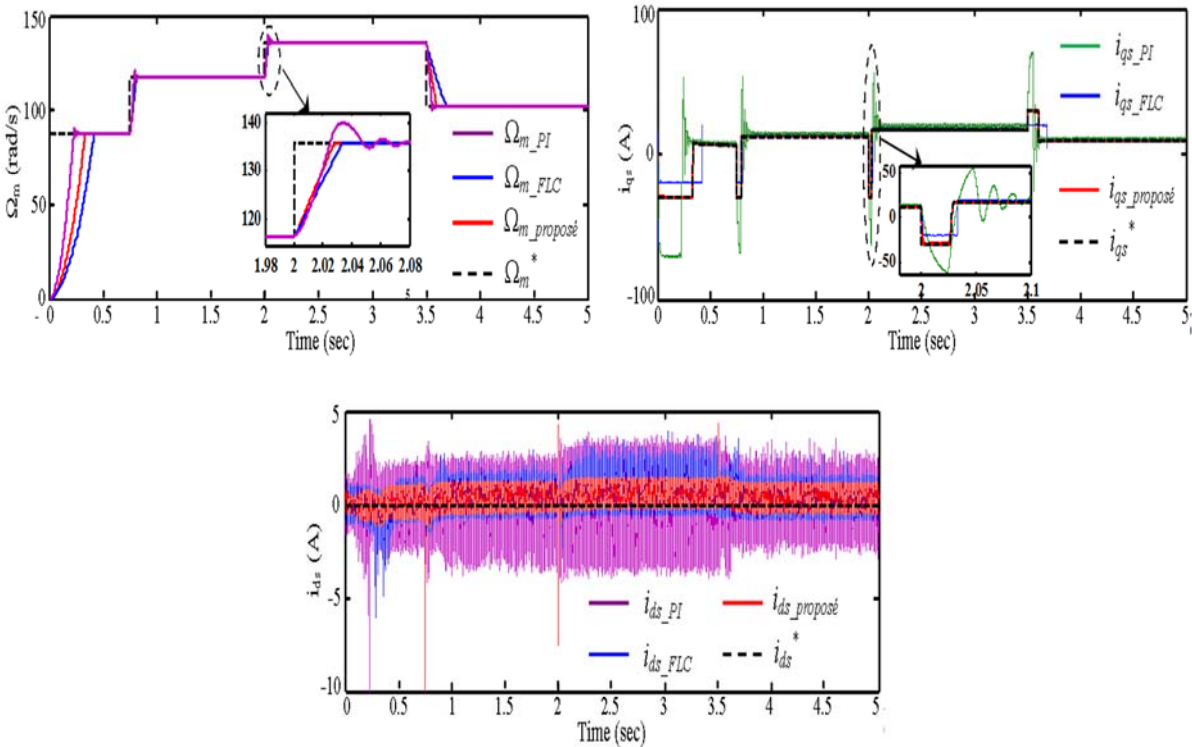 150
100
50
0
-
Ωm (rad/s)
140
130
120
1.98 2 2.02 2.04 2.06 2.08
5
Ωm_PI
Ωm_FLC
Ωm_proposé
Ωm*
0 0.5 1 1.5 2 2.5 3 3.5 4 4.5 5
Time (sec)
100
0
-100
iqs (A)
iqs_PI
iqs_FLC
iqs_proposé
iqs*
50
0
-50
2 2.05 2.1
0 0.5 1 1.5 2 2.5 3 3.5 4 4.5 5
Time (sec)
5
0
-5
-10
ids (A)
ids_PI
ids_proposé
ids_FLC
ids*
0 0.5 1 1.5 2 2.5 3 3.5 4 4.5 5
Time (sec)